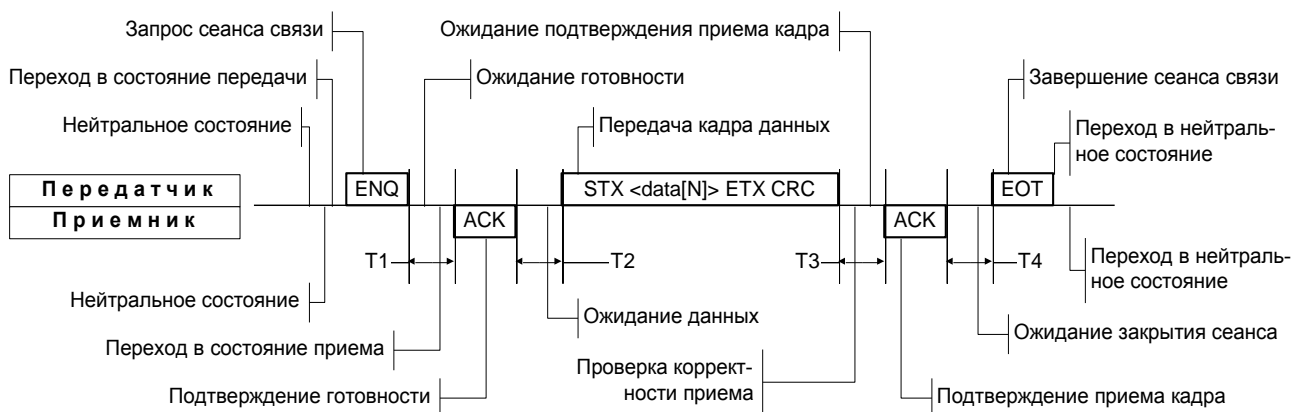 Запрос сеанса связи
Ожидание подтверждения приема кадра
Переход в состояние передачи
Ожидание готовности
Завершение сеанса связи
Нейтральное состояние
Передача кадра данных
Переход в нейтраль-
ное состояние
Передатчик
ENQ
STX <data[N]> ETX CRC
EOT
Приемник
ACK
ACK
T1
T2
T3
T4
Переход в нейтраль-
ное состояние
Нейтральное состояние
Ожидание данных
Ожидание закрытия сеанса
Переход в состояние приема
Проверка коррект-
ности приема
Подтверждение готовности
Подтверждение приема кадра